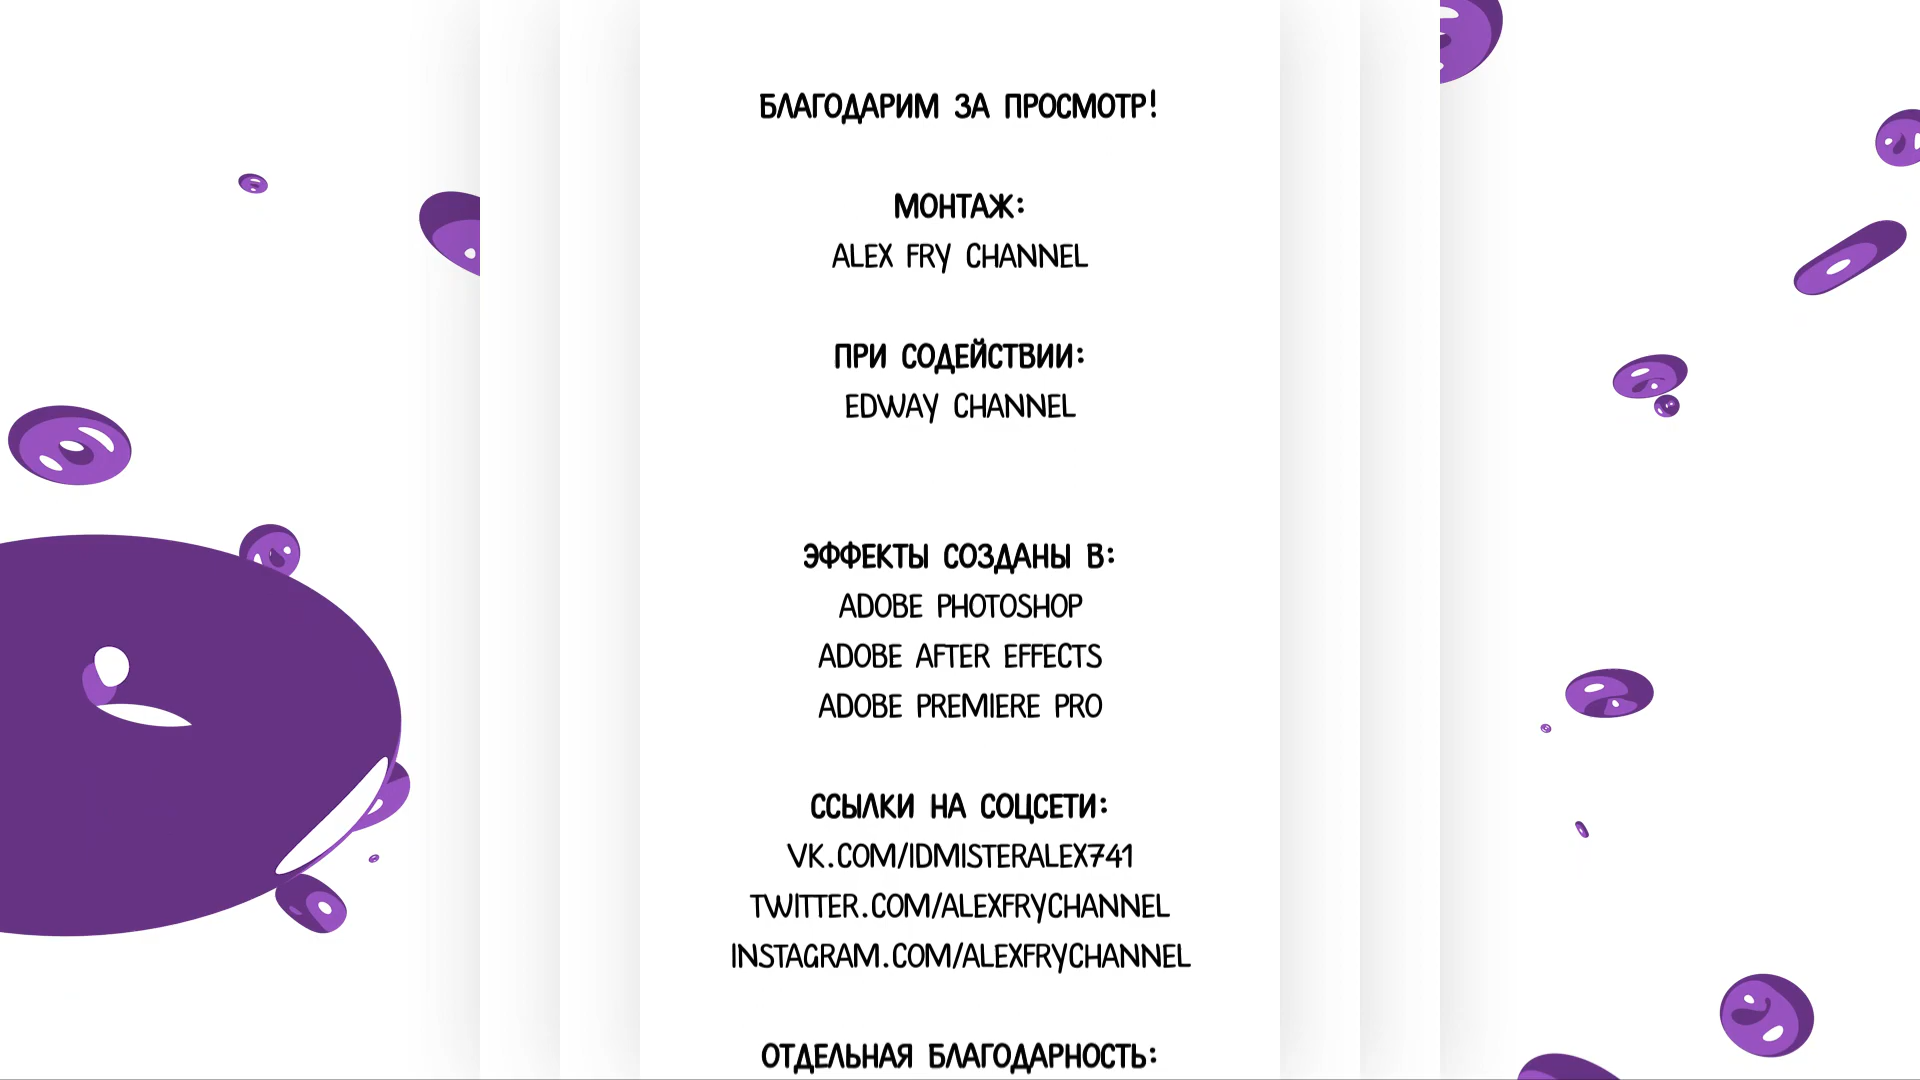 БЛАГОДАРИМ ЗА ПРОСМОТР!
МОНТАЖ:
ALEX FRY CHANNEL
ПРИ СОДЕЙСТВИИ:
EDWAY CHANNEL
ЭФФЕКТЫ СОЗДАНЫ В:
ADOBE PHOTOSHOP
ADOBE AFTER EFFECTS
ADOBE PREMIERE PRO
ССЫЛКИ НА СОЦСЕТИ:
VK.COM/IDMISTERALEX741
TWITTER.COM/ALEXFRYCHANNEL
INSTAGRAM.COM/ALEXFRYCHANNEL
ОТДЕЛЬНАЯ БЛАГОДАРНОСТЬ: